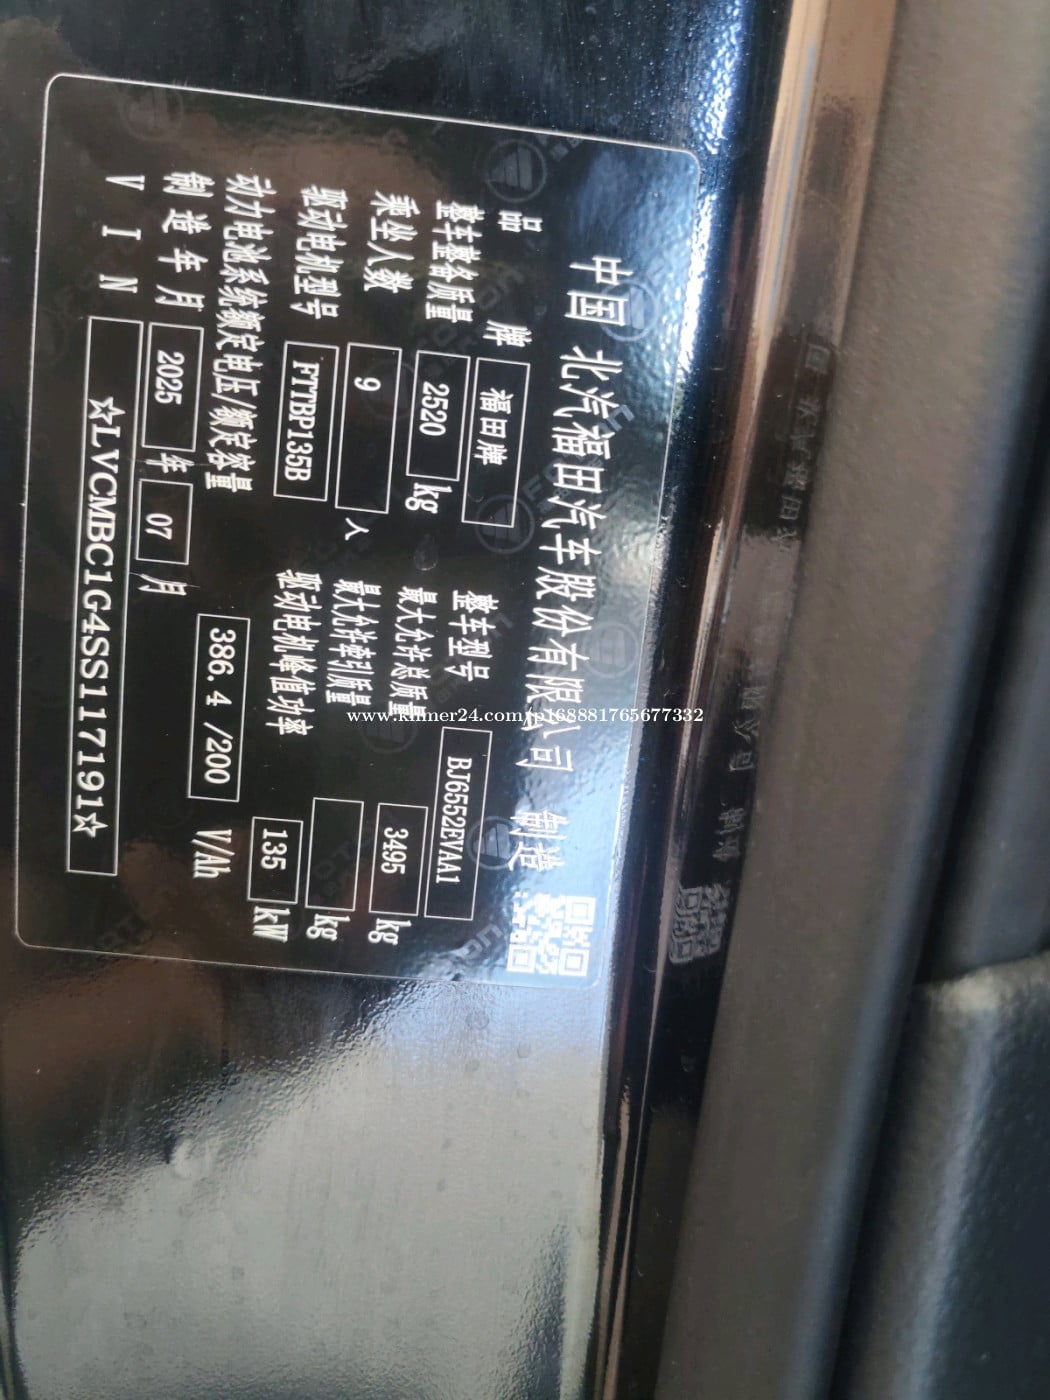 中国 北汽福田汽车股份有限公司 制造
品 牌 福田牌 整车型号 BJ6552EVAA1
整车整备质量 2520 kg 最大允许总质量 3495 kg
乘坐人数 9 人 最大允许牵引质量 kg
驱动电机型号 FTTBP135B 驱动电机峰值功率 135 kW
动力电池系统额定电压/额定容量 386.4 /200 V/Ah
制造年月 2025 年 07 月
VIN ☆LVCMBC1G4SS117191☆
www.khmer24.com/p168881765677332